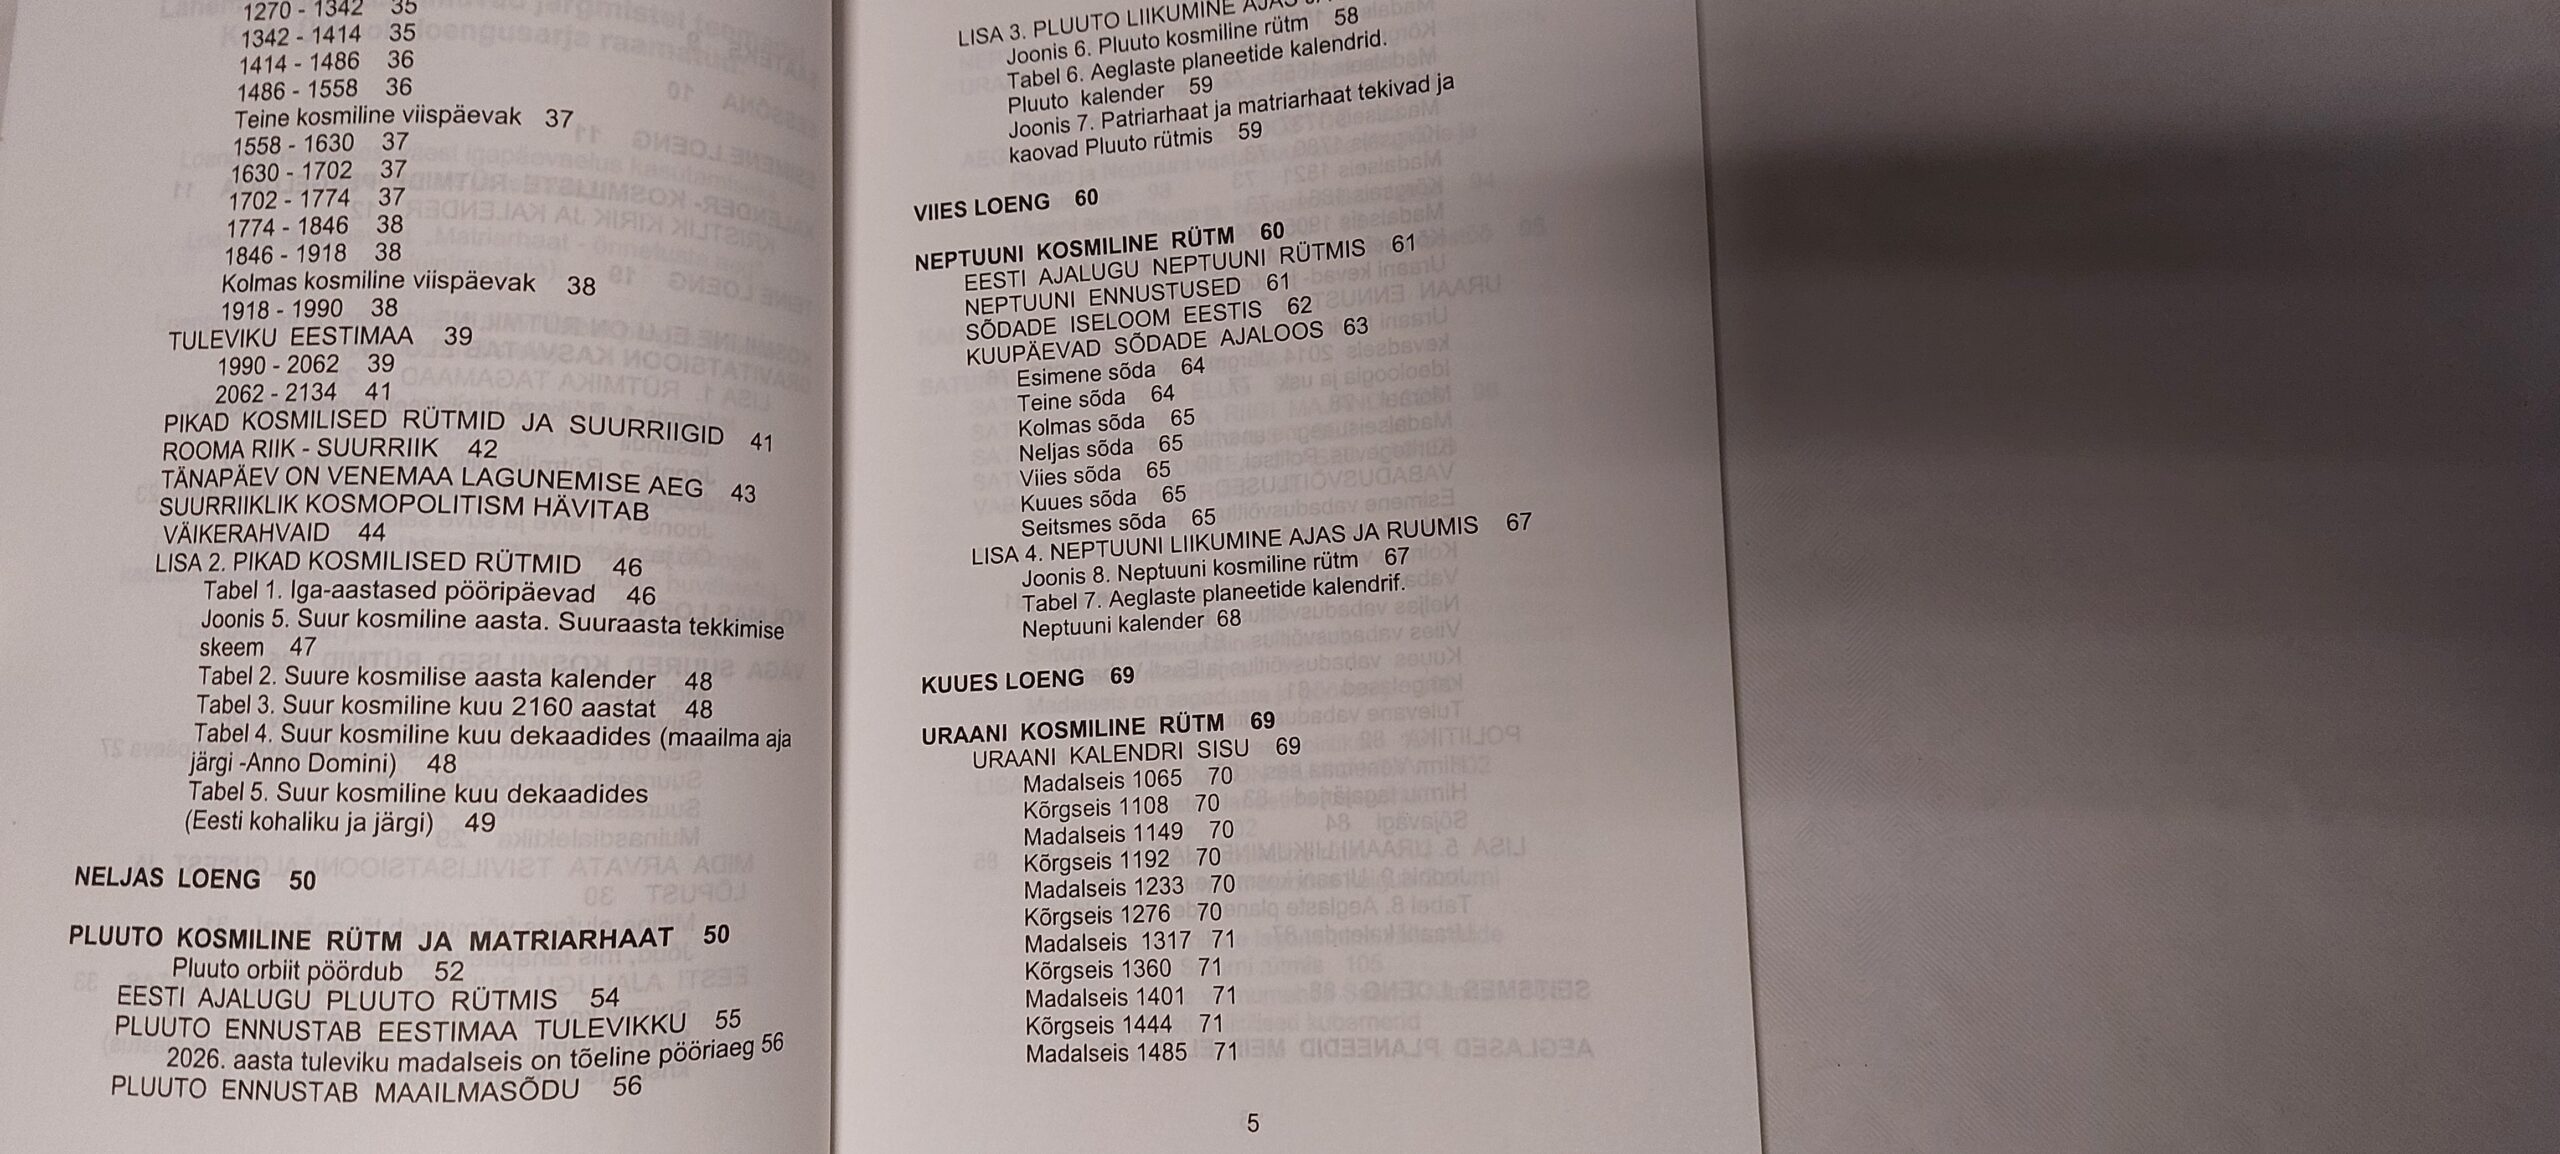 1270 - 1342 35
1342 - 1414 35
1414 - 1486 36
1486 - 1558 36
Teine kosmiline viispäevak 37
1558 - 1630 37
1630 - 1702 37
1702 - 1774 37
1774 - 1846 38
1846 - 1918 38
Kolmas kosmiline viispäevak 38
1918 - 1990 38
TULEVIKU EESTIMAA 39
1990 - 2062 39
2062 - 2134 41
PIKAD KOSMILISED RÜTMID JA SUURRIIGID 41
ROOMA RIIK - SUURRIIK 42
TÄNAPÄEV ON VENEMAA LAGUNEMISE AEG 43
SUURRIIKLIK KOSMOPOLITISM HÄVITAB
VÄIKERAHVAID 44
LISA 2. PIKAD KOSMILISED RÜTMID 46
Tabel 1. Iga-aastased pööripäevad 46
Joonis 5. Suur kosmiline aasta. Suuraasta tekkimise
skeem 47
Tabel 2. Suure kosmilise aasta kalender 48
Tabel 3. Suur kosmiline kuu 2160 aastat 48
Tabel 4. Suur kosmiline kuu dekaadides (maailma aja
järgi -Anno Domini) 48
Tabel 5. Suur kosmiline kuu dekaadides
(Eesti kohaliku ja järgi) 49
NELJAS LOENG 50
PLUUTO KOSMILINE RÜTM JA MATRIARHAAT 50
Pluuto orbiit pöördub 52
EESTI AJALUGU PLUUTO RÜTMIS 54
PLUUTO ENNUSTAB EESTIMAA TULEVIKKU 55
2026. aasta tuleviku madalseis on tõeline pööriaeg 56
PLUUTO ENNUSTAB MAAILMASÕDU 56
LISA 3. PLUUTO LIIKUMINE AJAS
Joonis 6. Pluuto kosmiline rütm 58
Tabel 6. Aeglaste planeetide kalendrid.
Pluuto kalender 59
Joonis 7. Patriarhaat ja matriarhaat tekivad ja
kaovad Pluuto rütmis 59
VIIES LOENG 60
NEPTUUNI KOSMILINE RÜTM 60
EESTI AJALUGU NEPTUUNI RÜTMIS 61
NEPTUUNI ENNUSTUSED 61
SÕDADE ISELOOM EESTIS 62
KUUPÄEVAD SÕDADE AJALOOS 63
Esimene sõda 64
Teine sõda 64
Kolmas sõda 65
Neljas sõda 65
Viies sõda 65
Kuues sõda 65
Seitsmes sõda 65
LISA 4. NEPTUUNI LIIKUMINE AJAS JA RUUMIS 67
Joonis 8. Neptuuni kosmiline rütm 67
Tabel 7. Aeglaste planeetide kalendrif.
Neptuuni kalender 68
KUUES LOENG 69
URAANI KOSMILINE RÜTM 69
URAANI KALENDRI SISU 69
Madalseis 1065 70
Kõrgseis 1108 70
Madalseis 1149 70
Kõrgseis 1192 70
Madalseis 1233 70
Kõrgseis 1276 70
Madalseis 1317 71
Kõrgseis 1360 71
Madalseis 1401 71
Kõrgseis 1444 71
Madalseis 1485 71
5